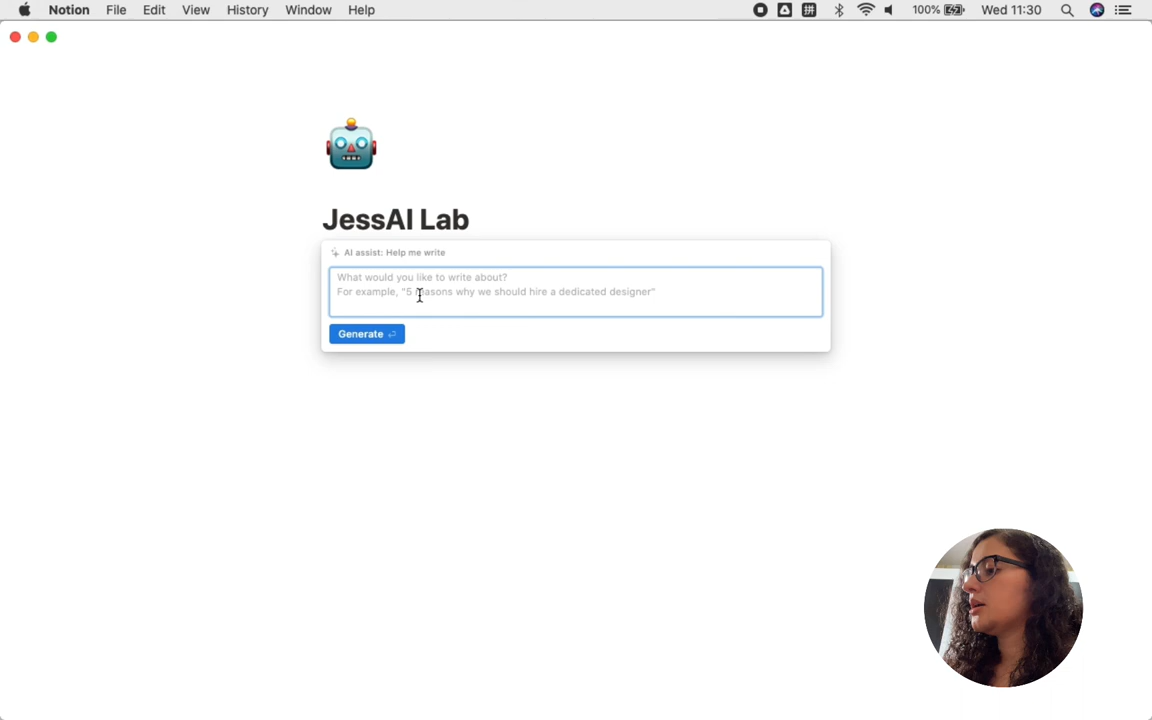 Notion File Edit View History Window Help 100% Wed 11:30
JessAI Lab
AI assist: Help me write
What would you like to write about?
For example, "5 reasons why we should hire a dedicated designer"
Generate